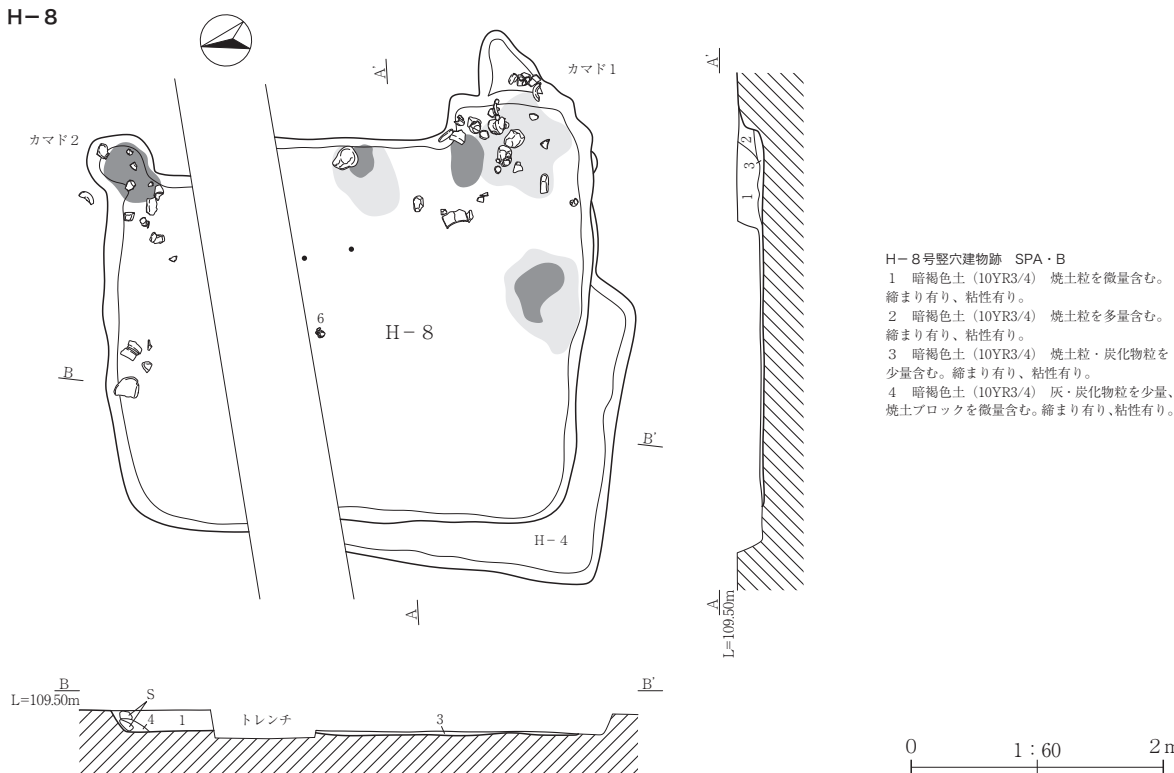 H－8
A'
カマド1
A'
カマド2
6
H－8
B
B'
H－4
A
A
L=109.50m
H－8号竪穴建物跡　SPA・B
1　暗褐色土（10YR3/4）　焼土粒を微量含む。
締まり有り、粘性有り。
2　暗褐色土（10YR3/4）　焼土粒を多量含む。
締まり有り、粘性有り。
3　暗褐色土（10YR3/4）　焼土粒・炭化物粒を
少量含む。締まり有り、粘性有り。
4　暗褐色土（10YR3/4）　灰・炭化物粒を少量、
焼土ブロックを微量含む。締まり有り、粘性有り。
2
3
1
B
L=109.50m
S
B'
4
1
トレンチ
3
0
1：60
2m